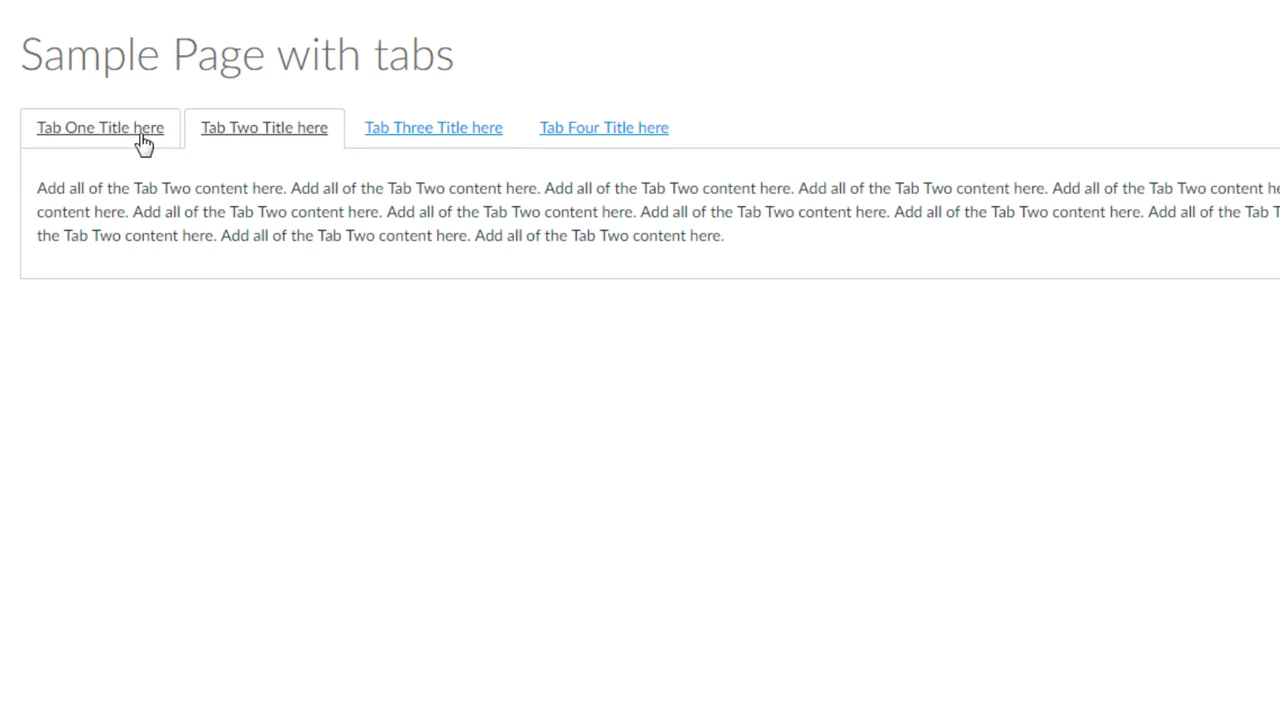 Sample Page with tabs
Tab One Title here Tab Two Title here Tab Three Title here Tab Four Title here
Add all of the Tab Two content here. Add all of the Tab Two content here. Add all of the Tab Two content here. Add all of the Tab Two content here. Add all of the Tab Two content
content here. Add all of the Tab Two content here. Add all of the Tab Two content here. Add all of the Tab Two content here. Add all of the Tab Two content here. Add all of the Tab
the Tab Two content here. Add all of the Tab Two content here. Add all of the Tab Two content here.